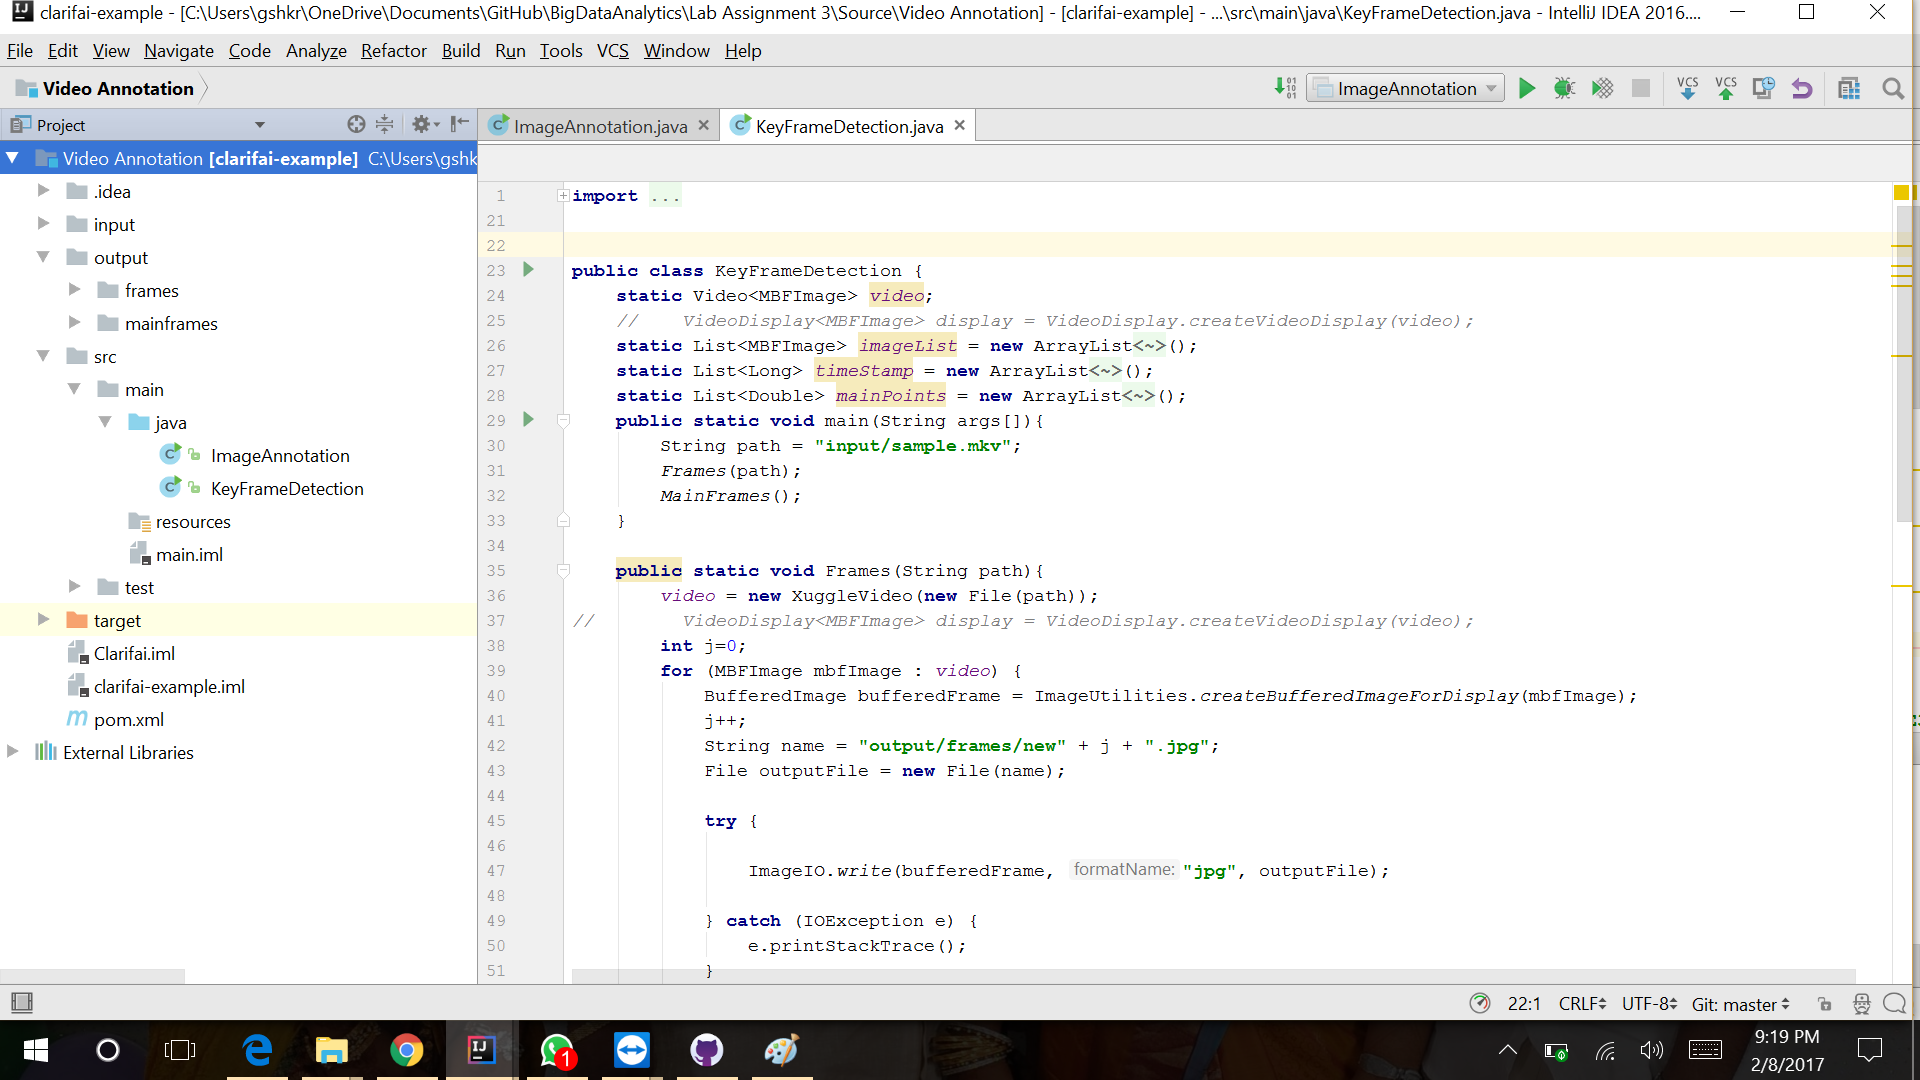 clarifai-example - [C:\Users\gshkr\OneDrive\Documents\GitHub\BigDataAnalytics\Lab Assignment 3\Source\Video Annotation] - [clarifai-example] - ...\src\main\java\KeyFrameDetection.java - IntelliJ IDEA 2016....
File Edit View Navigate Code Analyze Refactor Build Run Tools VCS Window Help
Video Annotation
ImageAnnotation
VCS VCS
Project
ImageAnnotation.java
KeyFrameDetection.java
Video Annotation [clarifai-example] C:\Users\gshk
.idea
input
output
frames
mainframes
src
main
java
ImageAnnotation
KeyFrameDetection
resources
main.iml
test
target
Clarifai.iml
clarifai-example.iml
pom.xml
External Libraries
1 import ...
21
22
23 public class KeyFrameDetection {
24 static Video<MBFImage> video;
25 // VideoDisplay<MBFImage> display = VideoDisplay.createVideoDisplay(video);
26 static List<MBFImage> imageList = new ArrayList<~>();
27 static List<Long> timeStamp = new ArrayList<~>();
28 static List<Double> mainPoints = new ArrayList<~>();
29 public static void main(String args[]){
30 String path = "input/sample.mkv";
31 Frames(path);
32 MainFrames();
33 }
34
35 public static void Frames(String path){
36 video = new XuggleVideo(new File(path));
37 // VideoDisplay<MBFImage> display = VideoDisplay.createVideoDisplay(video);
38 int j=0;
39 for (MBFImage mbfImage : video) {
40 BufferedImage bufferedFrame = ImageUtilities.createBufferedImageForDisplay(mbfImage);
41 j++;
42 String name = "output/frames/new" + j + ".jpg";
43 File outputFile = new File(name);
44
45 try {
46
47 ImageIO.write(bufferedFrame, formatName: "jpg", outputFile);
48
49 } catch (IOException e) {
50 e.printStackTrace();
51 }
22:1 CRLF UTF-8 Git: master
1
9:19 PM
2/8/2017